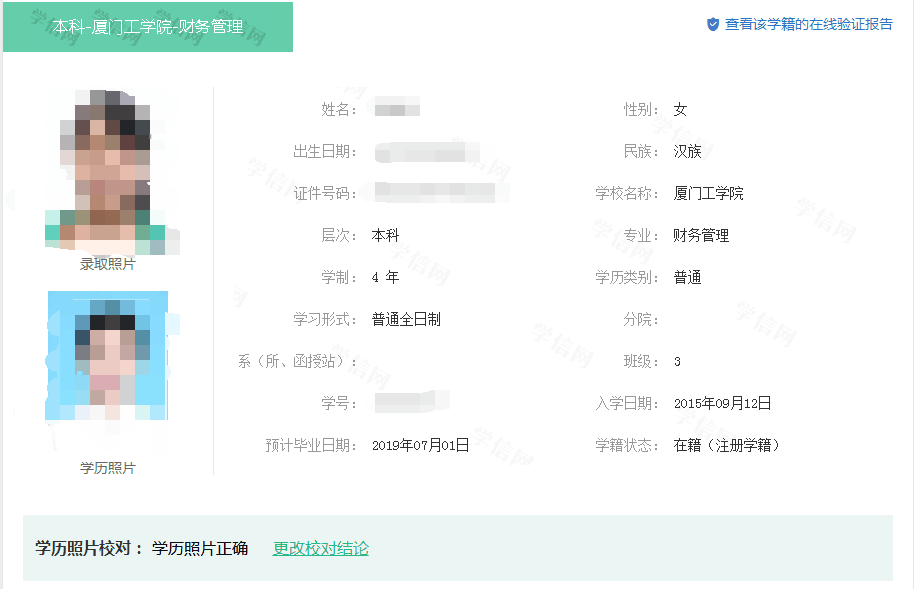 本科-厦门工学院-财务管理
查看该学籍的在线验证报告
姓名：
性别： 女
出生日期：
民族： 汉族
证件号码：
学校名称： 厦门工学院
层次： 本科
专业： 财务管理
学制： 4 年
学历类别： 普通
学习形式： 普通全日制
分院：
系（所、函授站）：
班级： 3
学号：
入学日期： 2015年09月12日
预计毕业日期： 2019年07月01日
学籍状态： 在籍（注册学籍）
录取照片
学历照片
学历照片校对： 学历照片正确 更改校对结论
学信网